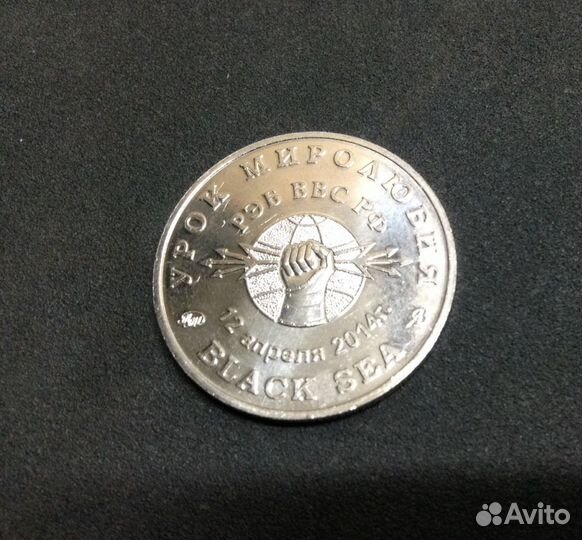 УРОК МИРОЛЮБИЯ
РЭБ ВВС РФ
12 апреля 2014г.
BLACK SEA
Avito